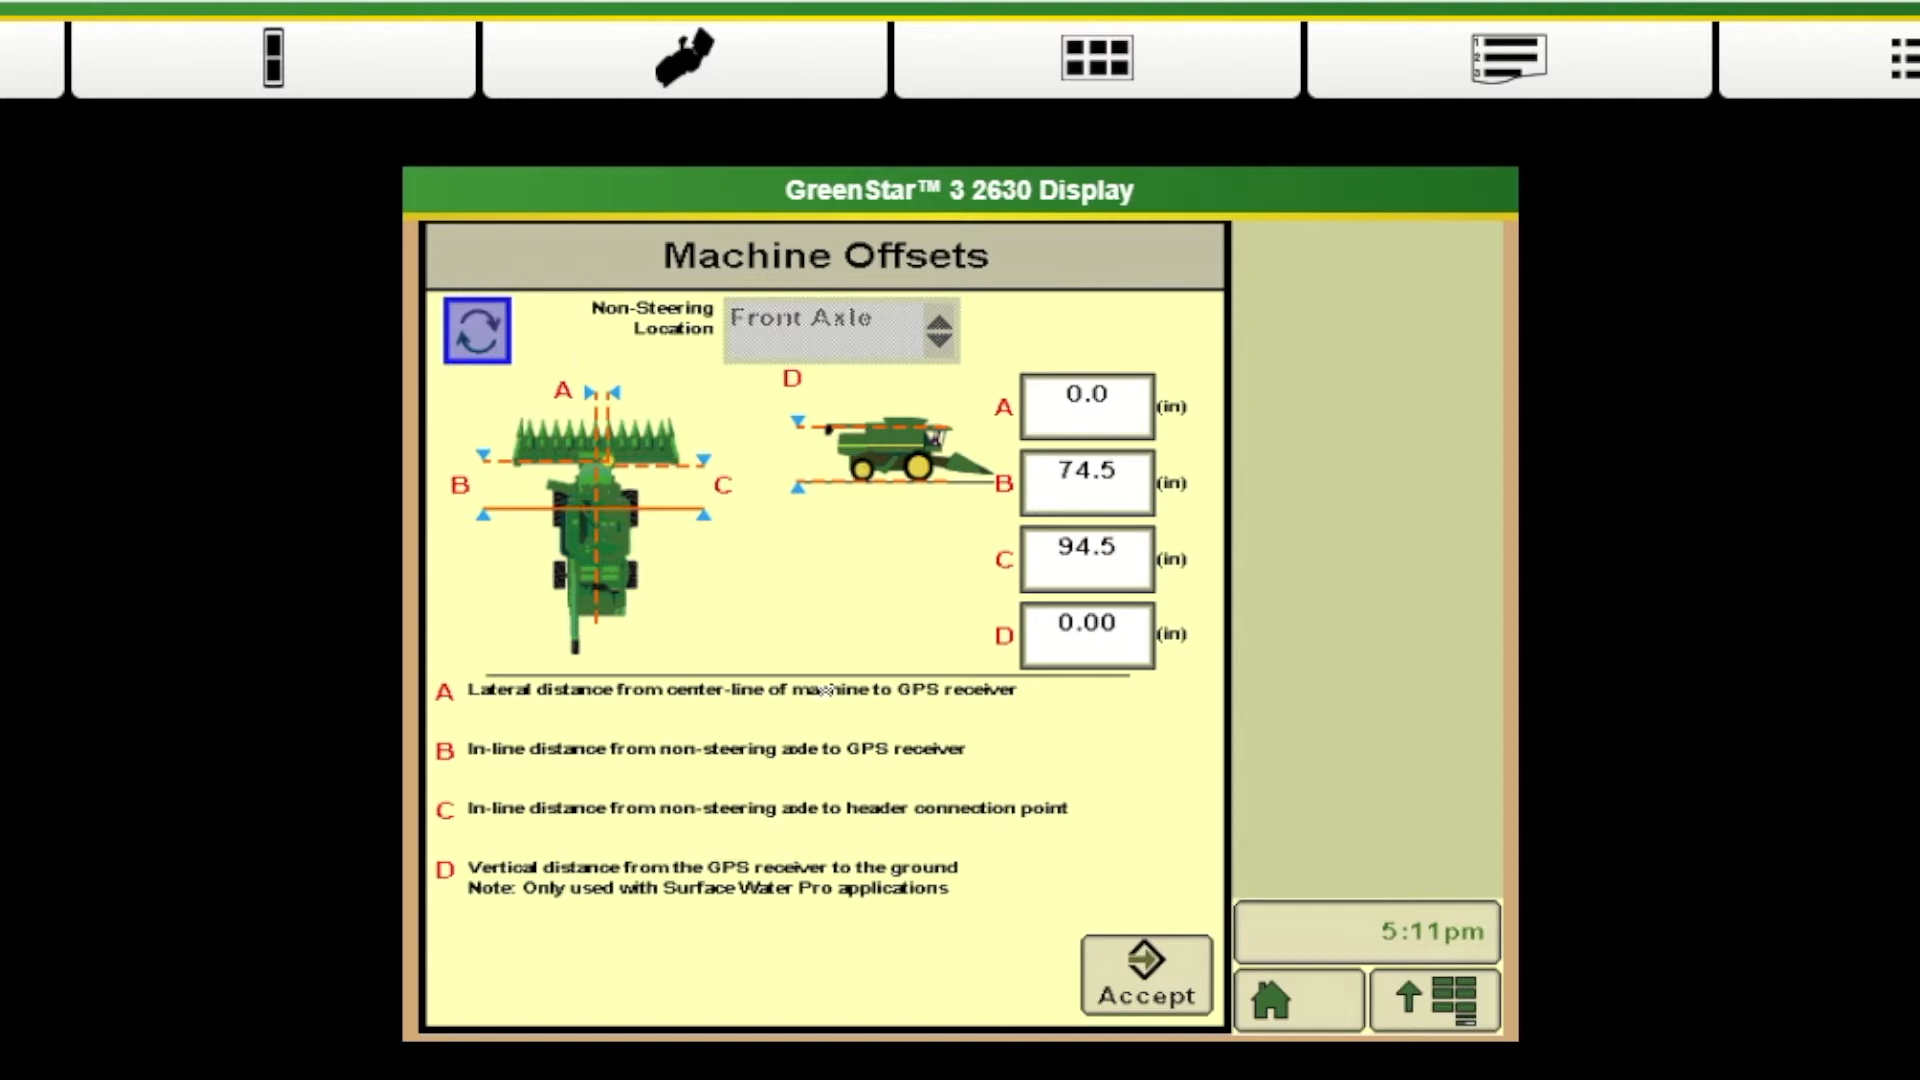 1
2
3
GreenStar™ 3 2630 Display
Machine Offsets
Non-Steering
Location
Front Axle
A
B
C
D
A 0.0 (in)
B 74.5 (in)
C 94.5 (in)
D 0.00 (in)
A Lateral distance from center-line of machine to GPS receiver
B In-line distance from non-steering axle to GPS receiver
C In-line distance from non-steering axle to header connection point
D Vertical distance from the GPS receiver to the ground
Note: Only used with Surface Water Pro applications
Accept
5:11pm